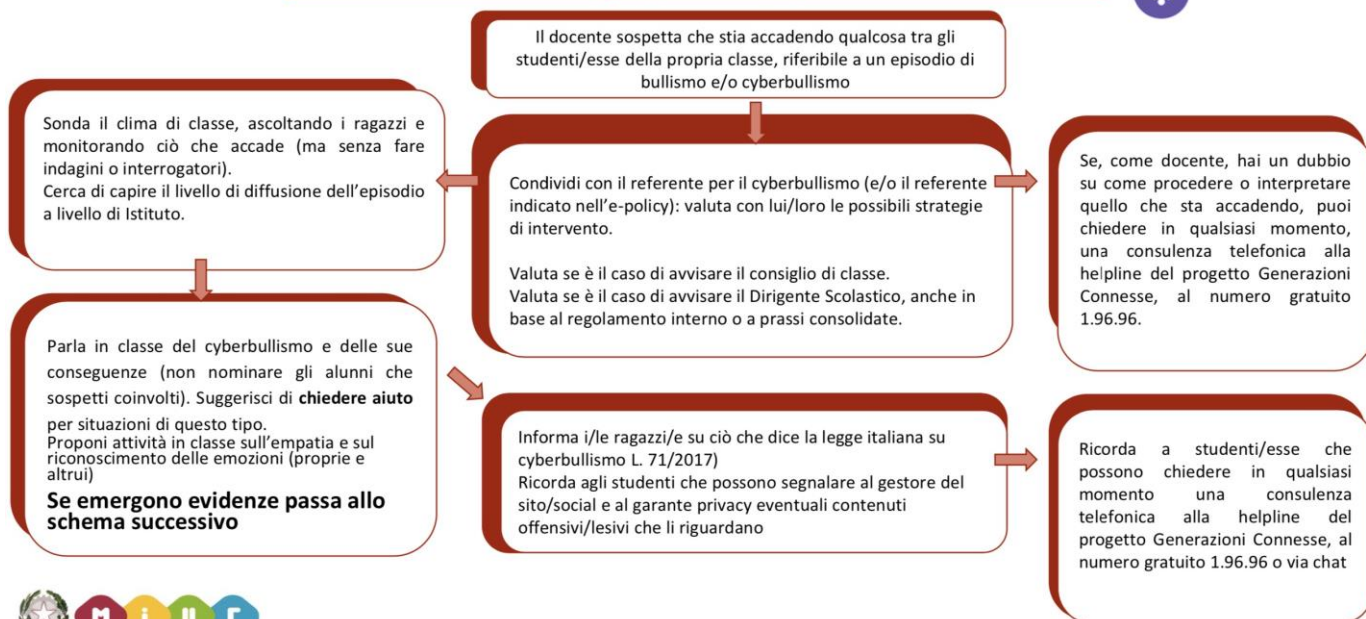 Il docente sospetta che stia accadendo qualcosa tra gli
studenti/esse della propria classe, riferibile a un episodio di
bullismo e/o cyberbullismo
Condividi con il referente per il cyberbullismo (e/o il referente
indicato nell'e-policy): valuta con lui/loro le possibili strategie
di intervento.
Valuta se è il caso di avvisare il consiglio di classe.
Valuta se è il caso di avvisare il Dirigente Scolastico, anche in
base al regolamento interno o a prassi consolidate.
Sonda il clima di classe, ascoltando i ragazzi e
monitorando ciò che accade (ma senza fare
indagini o interrogatori).
Cerca di capire il livello di diffusione dell'episodio
a livello di Istituto.
Se, come docente, hai un dubbio
su come procedere o interpretare
quello che sta accadendo, puoi
chiedere in qualsiasi momento,
una consulenza telefonica alla
helpline del progetto Generazioni
Connesse, al numero gratuito
1.96.96.
Parla in classe del cyberbullismo e delle sue
conseguenze (non nominare gli alunni che
sospetti coinvolti). Suggerisci di chiedere aiuto
per situazioni di questo tipo.
Proponi attività in classe sull'empatia e sul
riconoscimento delle emozioni (proprie e
altrui)
Se emergono evidenze passa allo
schema successivo
Informa i/le ragazzi/e su ciò che dice la legge italiana su
cyberbullismo L. 71/2017)
Ricorda agli studenti che possono segnalare al gestore del
sito/social e al garante privacy eventuali contenuti
offensivi/lesivi che li riguardano
Ricorda a studenti/esse che
possono chiedere in qualsiasi
momento una consulenza
telefonica alla helpline del
progetto Generazioni Connesse, al
numero gratuito 1.96.96 o via chat